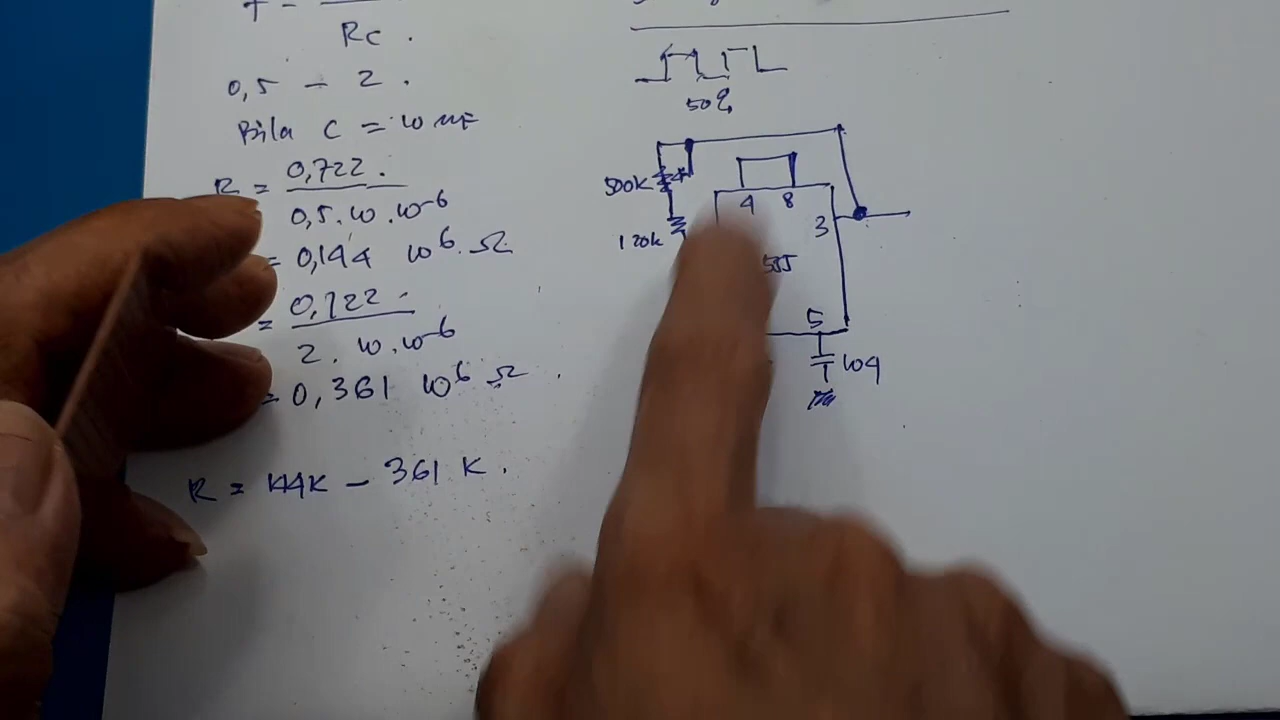 RC .
0,5 - 2 .
Bila C = 10 uF
R = 0,722 .
0,5 . 10 . 10-6
= 0,144 10 6 . Ω
= 0,722 .
2 . 10 . 10-6
= 0,361 10 6 Ω .
R = 144K - 361 K .
50%
500K
120K
4 8
3
555
5
104